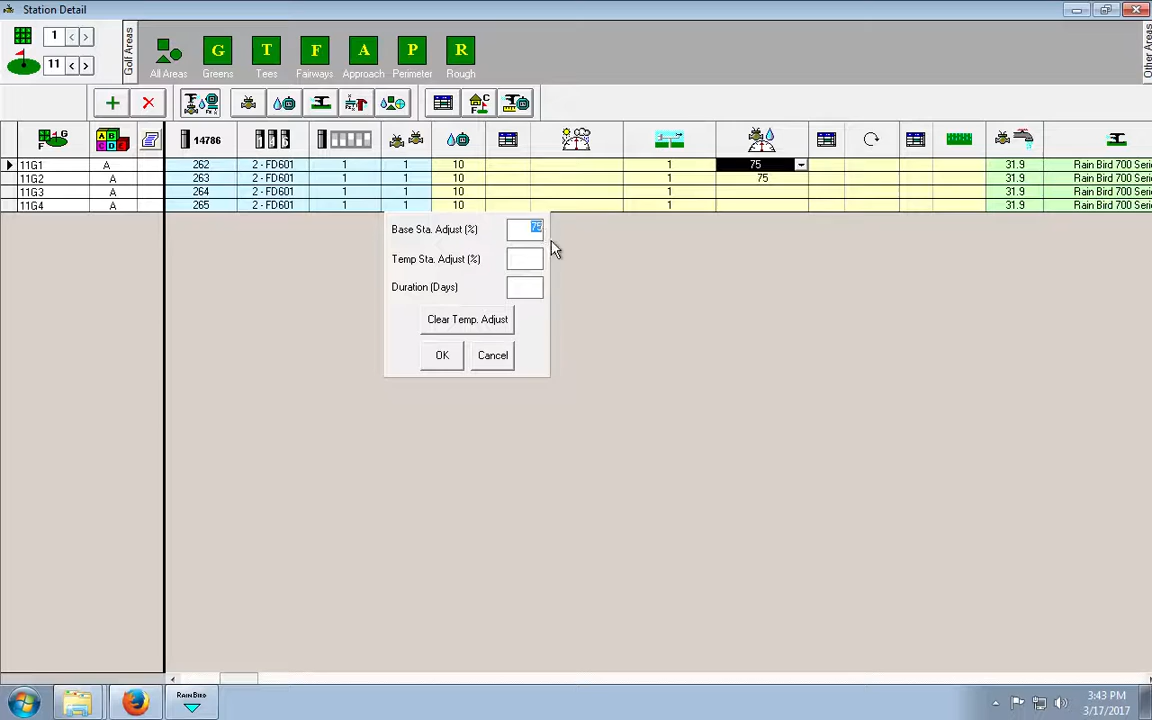 Station Detail
1 < >
11 < >
Golf Areas
G T F A P R
All Areas Greens Tees Fairways Approach Perimeter Rough
Other Areas
F G A B C D E 14786
11G1 A 262 2 - FD601 1 1 10 1 75 31.9 Rain Bird 700 Seri
11G2 A 263 2 - FD601 1 1 10 1 75 31.9 Rain Bird 700 Seri
11G3 A 264 2 - FD601 1 1 10 1 31.9 Rain Bird 700 Seri
11G4 A 265 2 - FD601 1 1 10 1 31.9 Rain Bird 700 Seri
Base Sta. Adjust (%) 75
Temp Sta. Adjust (%)
Duration (Days)
Clear Temp. Adjust
OK Cancel
RAIN BIRD
3:43 PM
3/17/2017